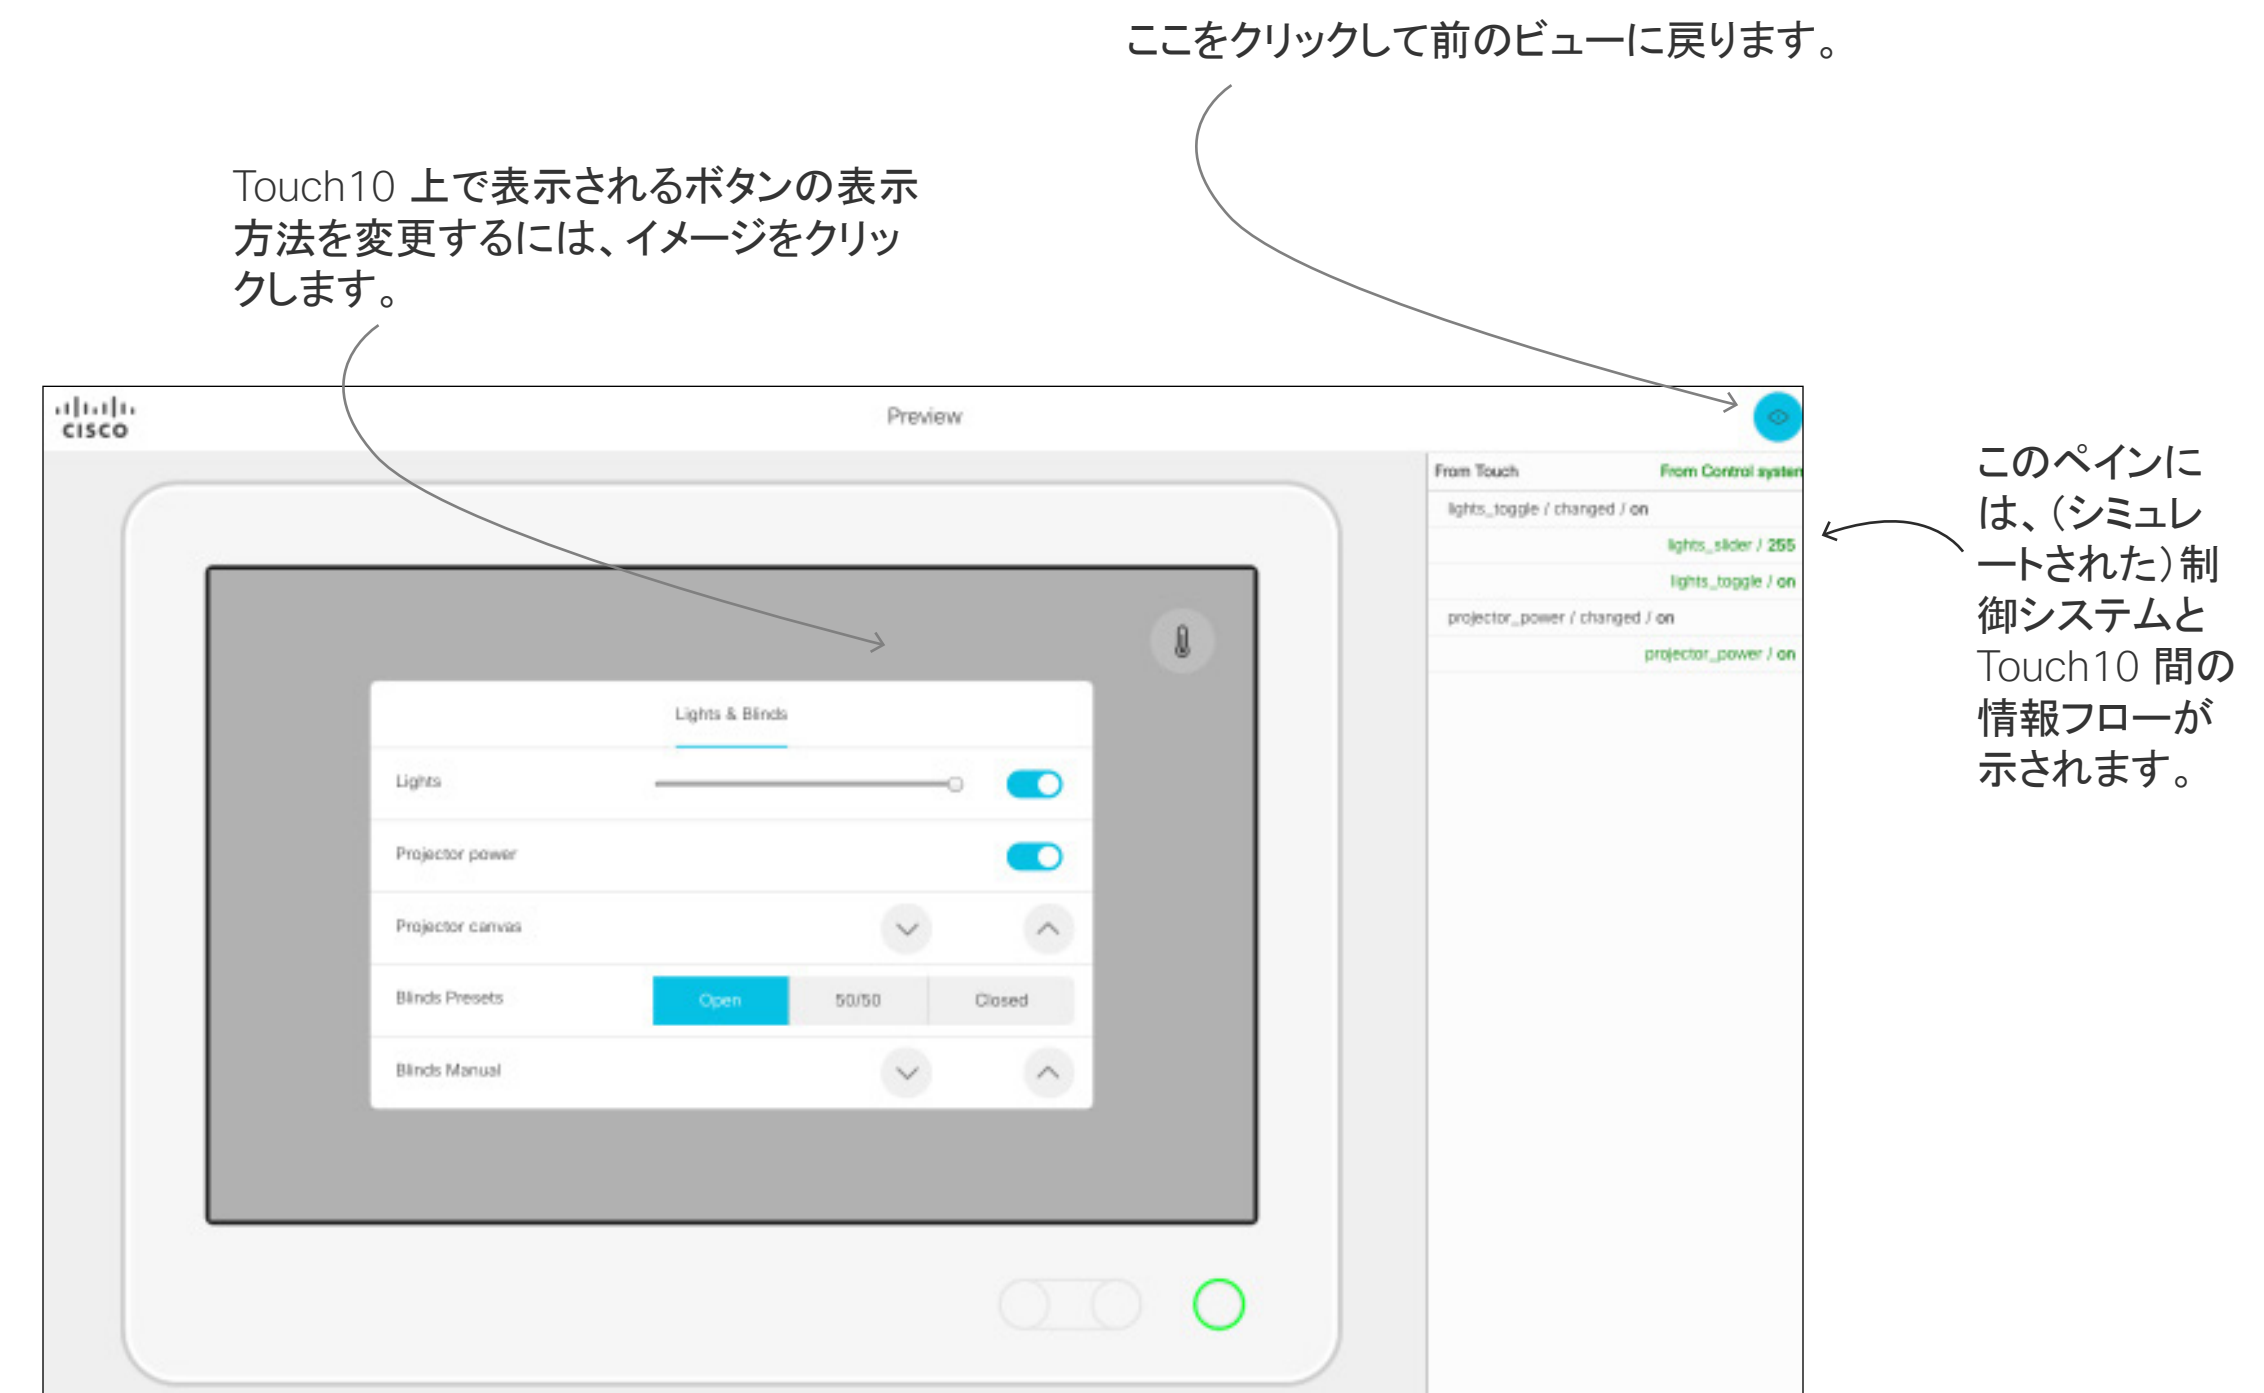 ここをクリックして前のビューに戻ります。
Touch10 上で表示されるボタンの表示
方法を変更するには、イメージをクリッ
クします。
CISCO
Preview
From Touch
From Control system
lights_toggle / changed / on
lights_slider / 255
lights_toggle / on
projector_power / changed / on
projector_power / on
このペインに
は、（シミュレ
ートされた）制
御システムと
Touch10 間の
情報フローが
示されます。
Lights & Blinds
Lights
Projector power
Projector canvas
Blinds Presets
Open
50/50
Closed
Blinds Manual